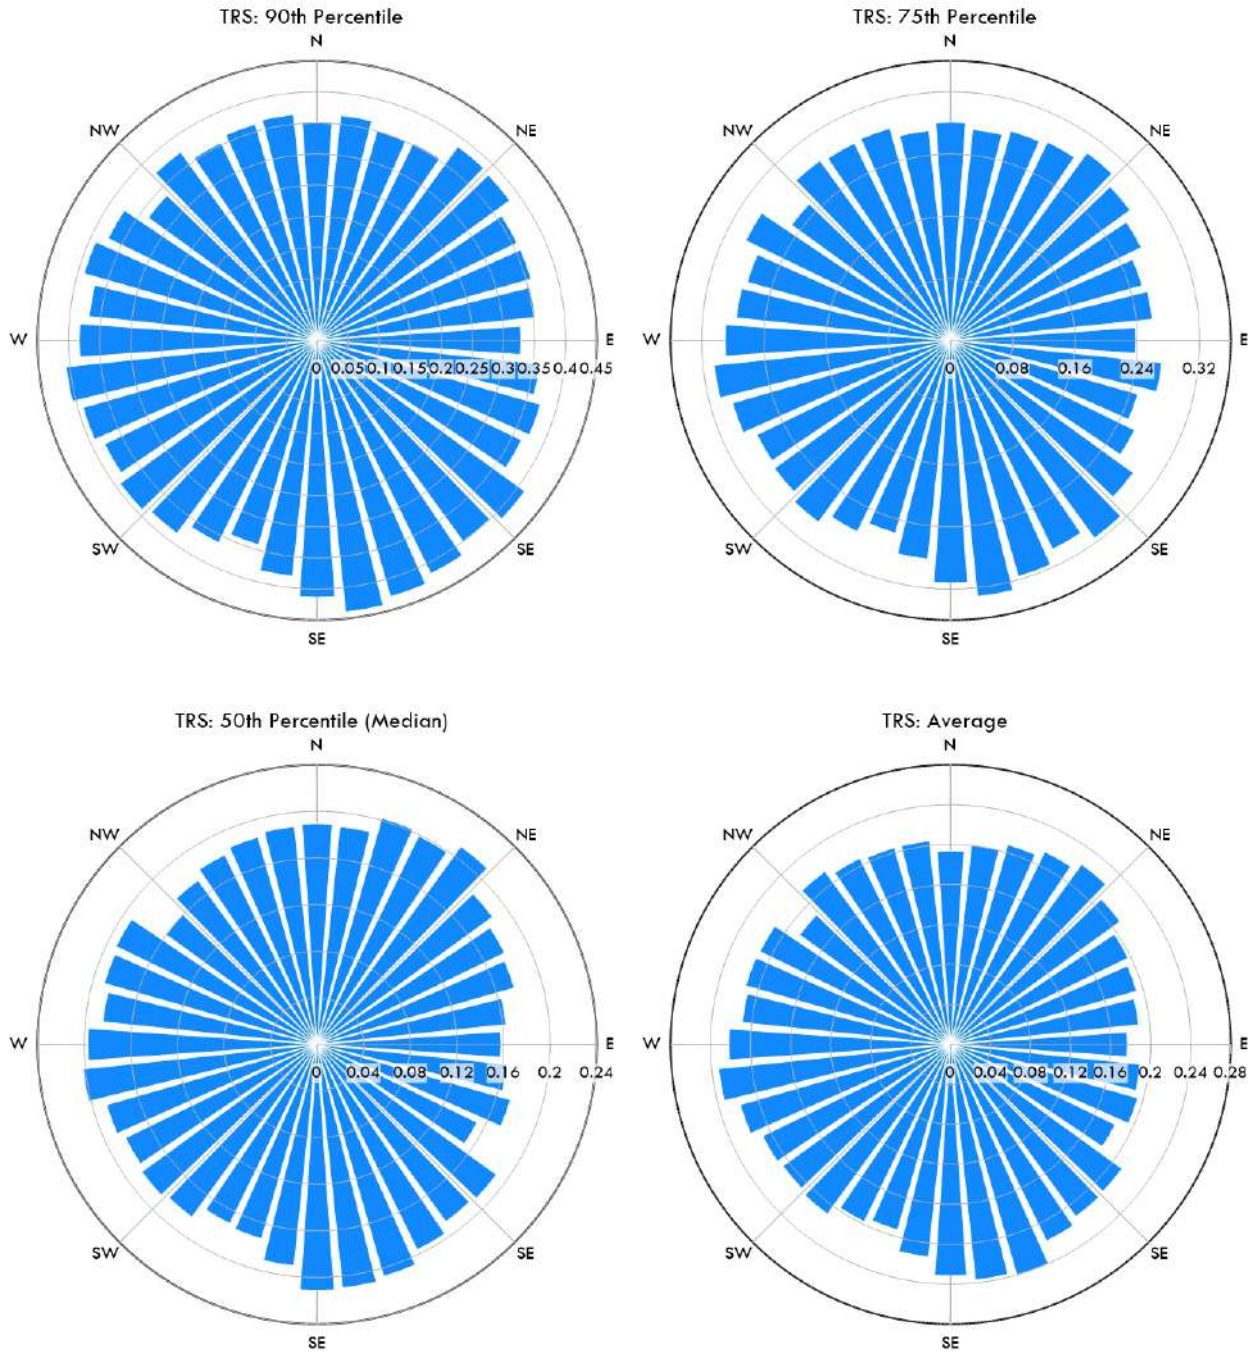 TRS: 90th Percentile
N
NW
NE
W
E
0 0.05 0.1 0.15 0.2 0.25 0.3 0.35 0.4 0.45
SW
SE
SE
TRS: 75th Percentile
N
NW
NE
W
E
0 0.08 0.16 0.24 0.32
SW
SE
SE
TRS: 50th Percentile (Median)
N
NW
NE
W
E
0 0.04 0.08 0.12 0.16 0.2 0.24
SW
SE
SE
TRS: Average
N
NW
NE
W
E
0 0.04 0.08 0.12 0.16 0.2 0.24 0.28
SW
SE
SE